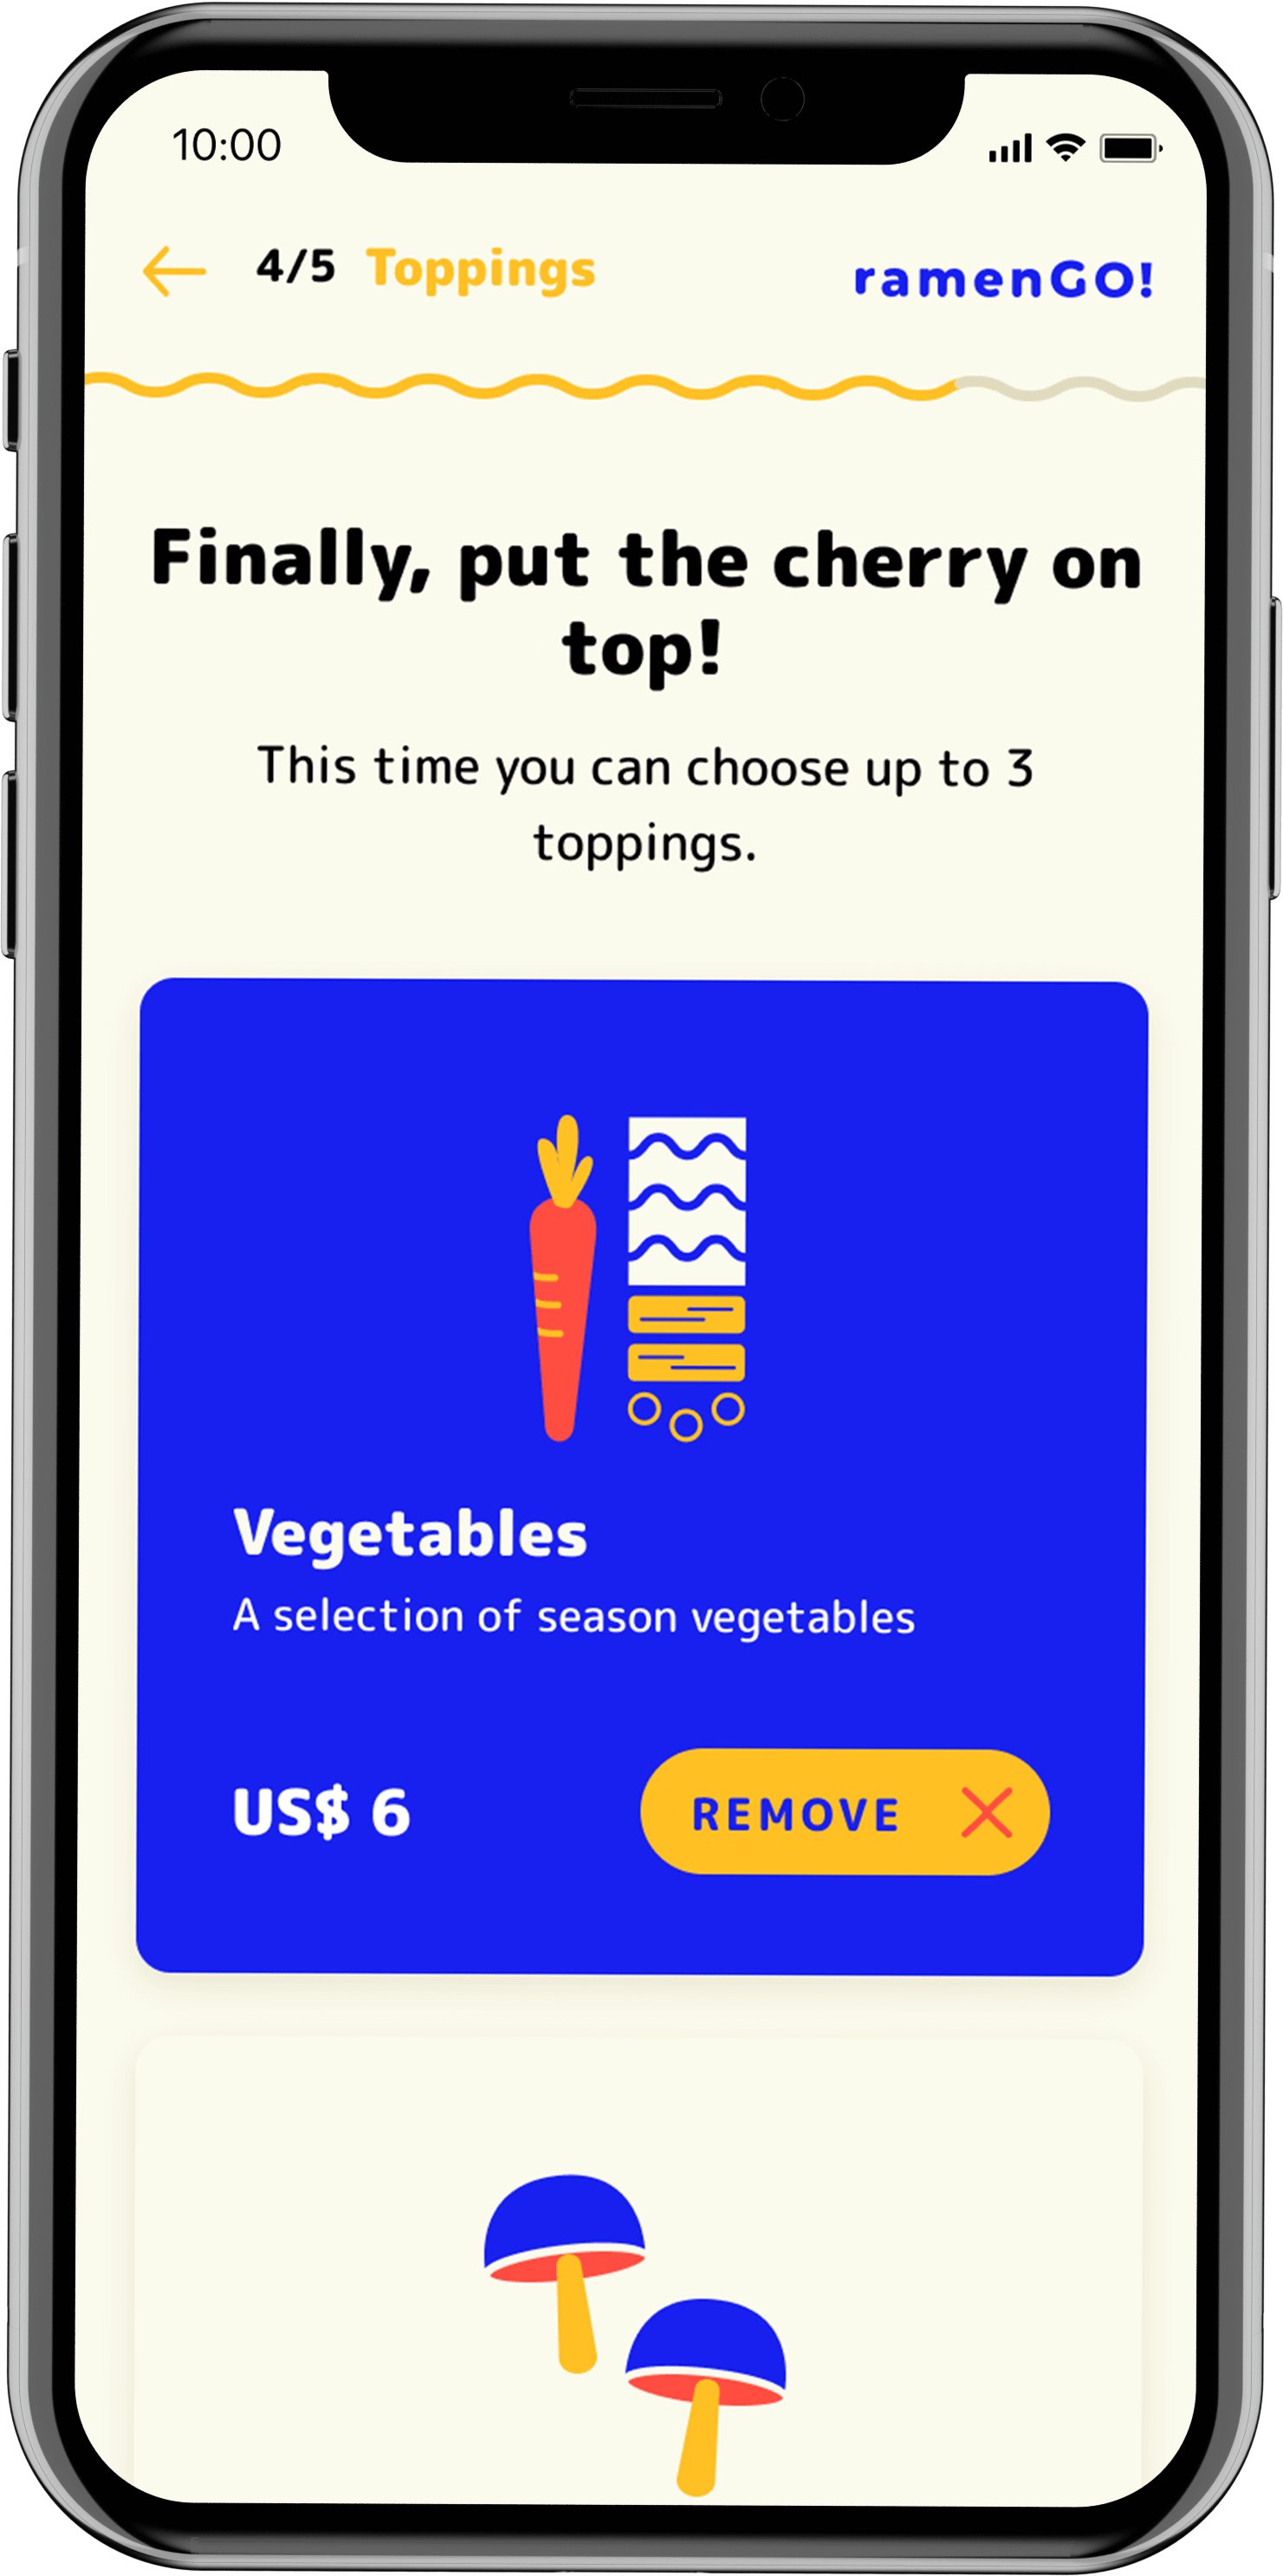 10:00
4/5 Toppings
ramenGO!
Finally, put the cherry on
top!
This time you can choose up to 3
toppings.
Vegetables
A selection of season vegetables
US$ 6
REMOVE